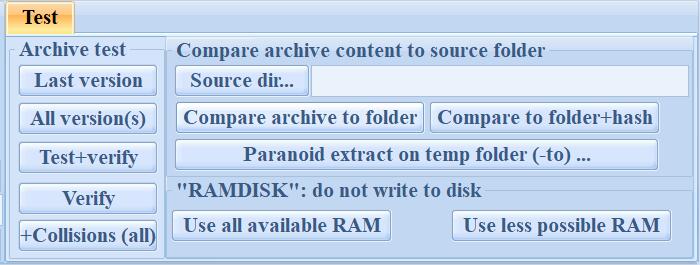 Test
Archive test
Last version
All version(s)
Test+verify
Verify
+Collisions (all)
Compare archive content to source folder
Source dir...
Compare archive to folder
Compare to folder+hash
Paranoid extract on temp folder (-to) ...
"RAMDISK": do not write to disk
Use all available RAM
Use less possible RAM